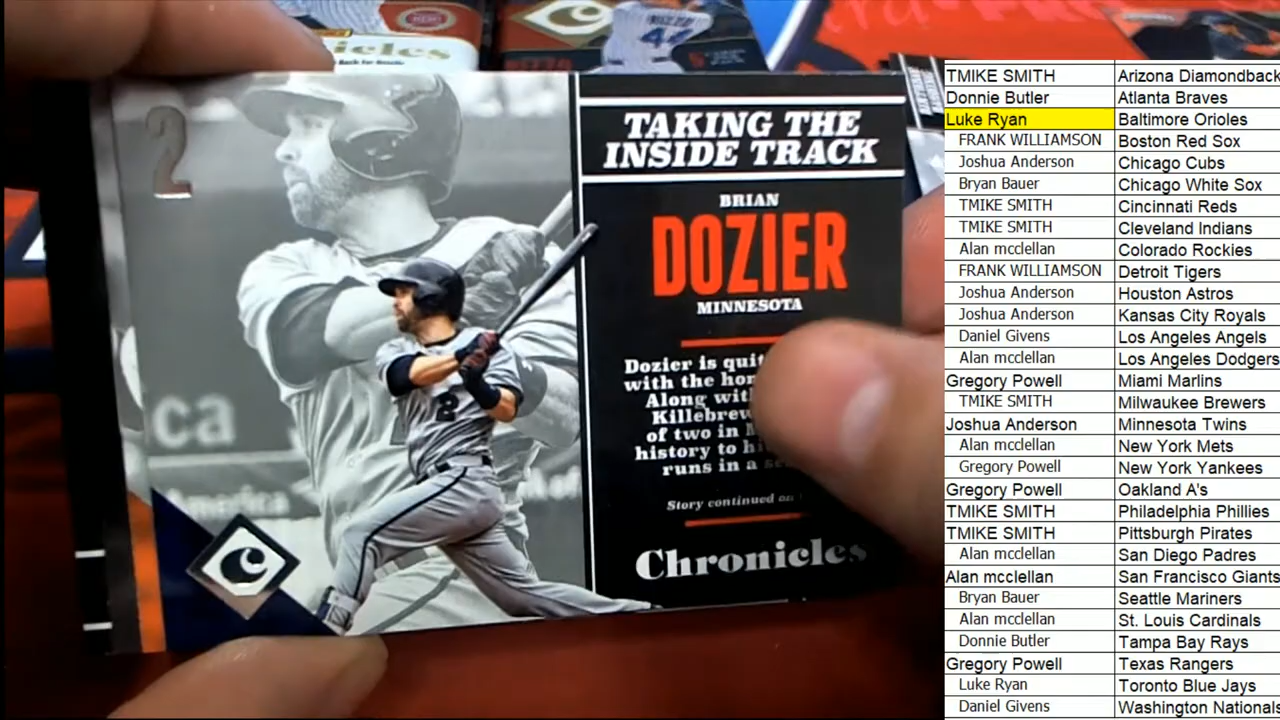 icles
RIZZO
44
2
TAKING THE
INSIDE TRACK
BRIAN
DOZIER
MINNESOTA
Dozier is quit
with the hor
Along wit
Killebrew
of two in
history to hi
runs in a se
Story continued on
Chronicles
2
ca
America
C
TMIKE SMITH Arizona Diamondback
Donnie Butler Atlanta Braves
Luke Ryan Baltimore Orioles
FRANK WILLIAMSON Boston Red Sox
Joshua Anderson Chicago Cubs
Bryan Bauer Chicago White Sox
TMIKE SMITH Cincinnati Reds
TMIKE SMITH Cleveland Indians
Alan mcclellan Colorado Rockies
FRANK WILLIAMSON Detroit Tigers
Joshua Anderson Houston Astros
Joshua Anderson Kansas City Royals
Daniel Givens Los Angeles Angels
Alan mcclellan Los Angeles Dodgers
Gregory Powell Miami Marlins
TMIKE SMITH Milwaukee Brewers
Joshua Anderson Minnesota Twins
Alan mcclellan New York Mets
Gregory Powell New York Yankees
Gregory Powell Oakland A's
TMIKE SMITH Philadelphia Phillies
TMIKE SMITH Pittsburgh Pirates
Alan mcclellan San Diego Padres
Alan mcclellan San Francisco Giants
Bryan Bauer Seattle Mariners
Alan mcclellan St. Louis Cardinals
Donnie Butler Tampa Bay Rays
Gregory Powell Texas Rangers
Luke Ryan Toronto Blue Jays
Daniel Givens Washington Nationals